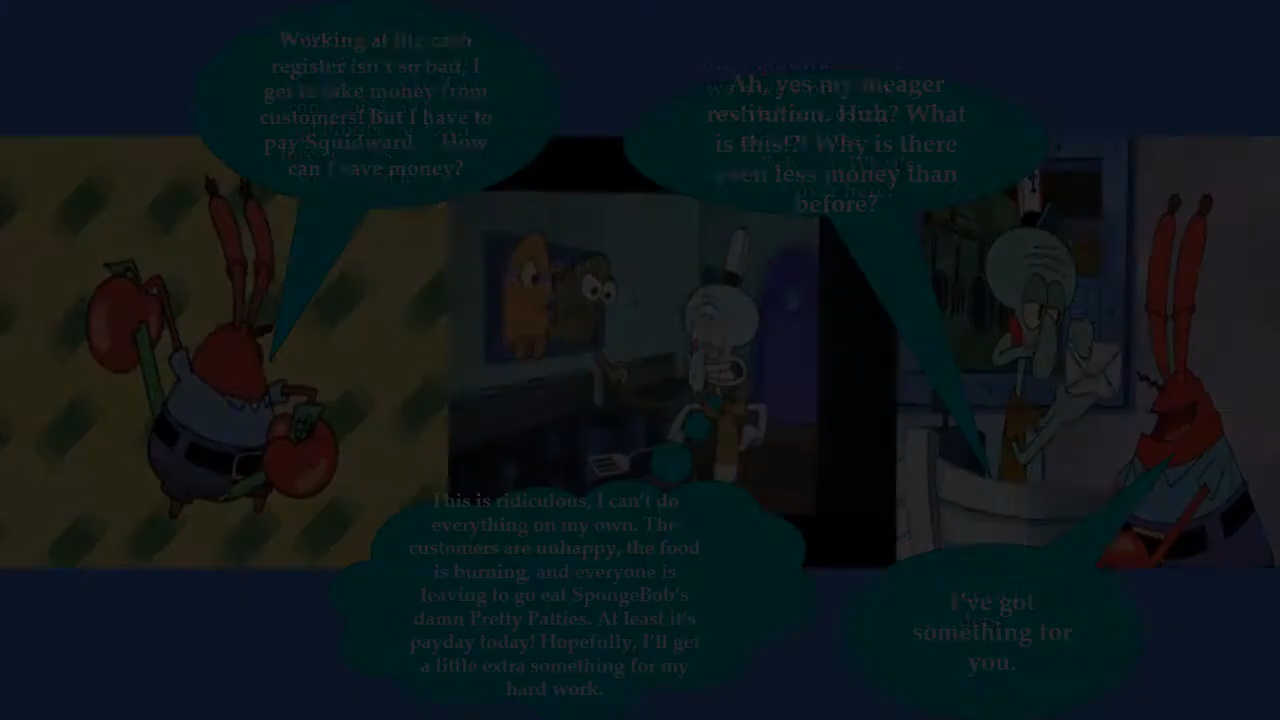 Working at the cash
register isn't so bad, I
get to take money from
customers! But I have to
pay Squidward... How
can I save money?
This is ridiculous, I can't do
everything on my own. The
customers are unhappy, the food
is burning, and everyone is
leaving to go eat SpongeBob's
damn Pretty Patties. At least it's
payday today! Hopefully, I'll get
a little extra something for my
hard work.
Ah, yes my meager
restitution. Huh? What
is this!? Why is there
even less money than
before?
I've got
something for
you.